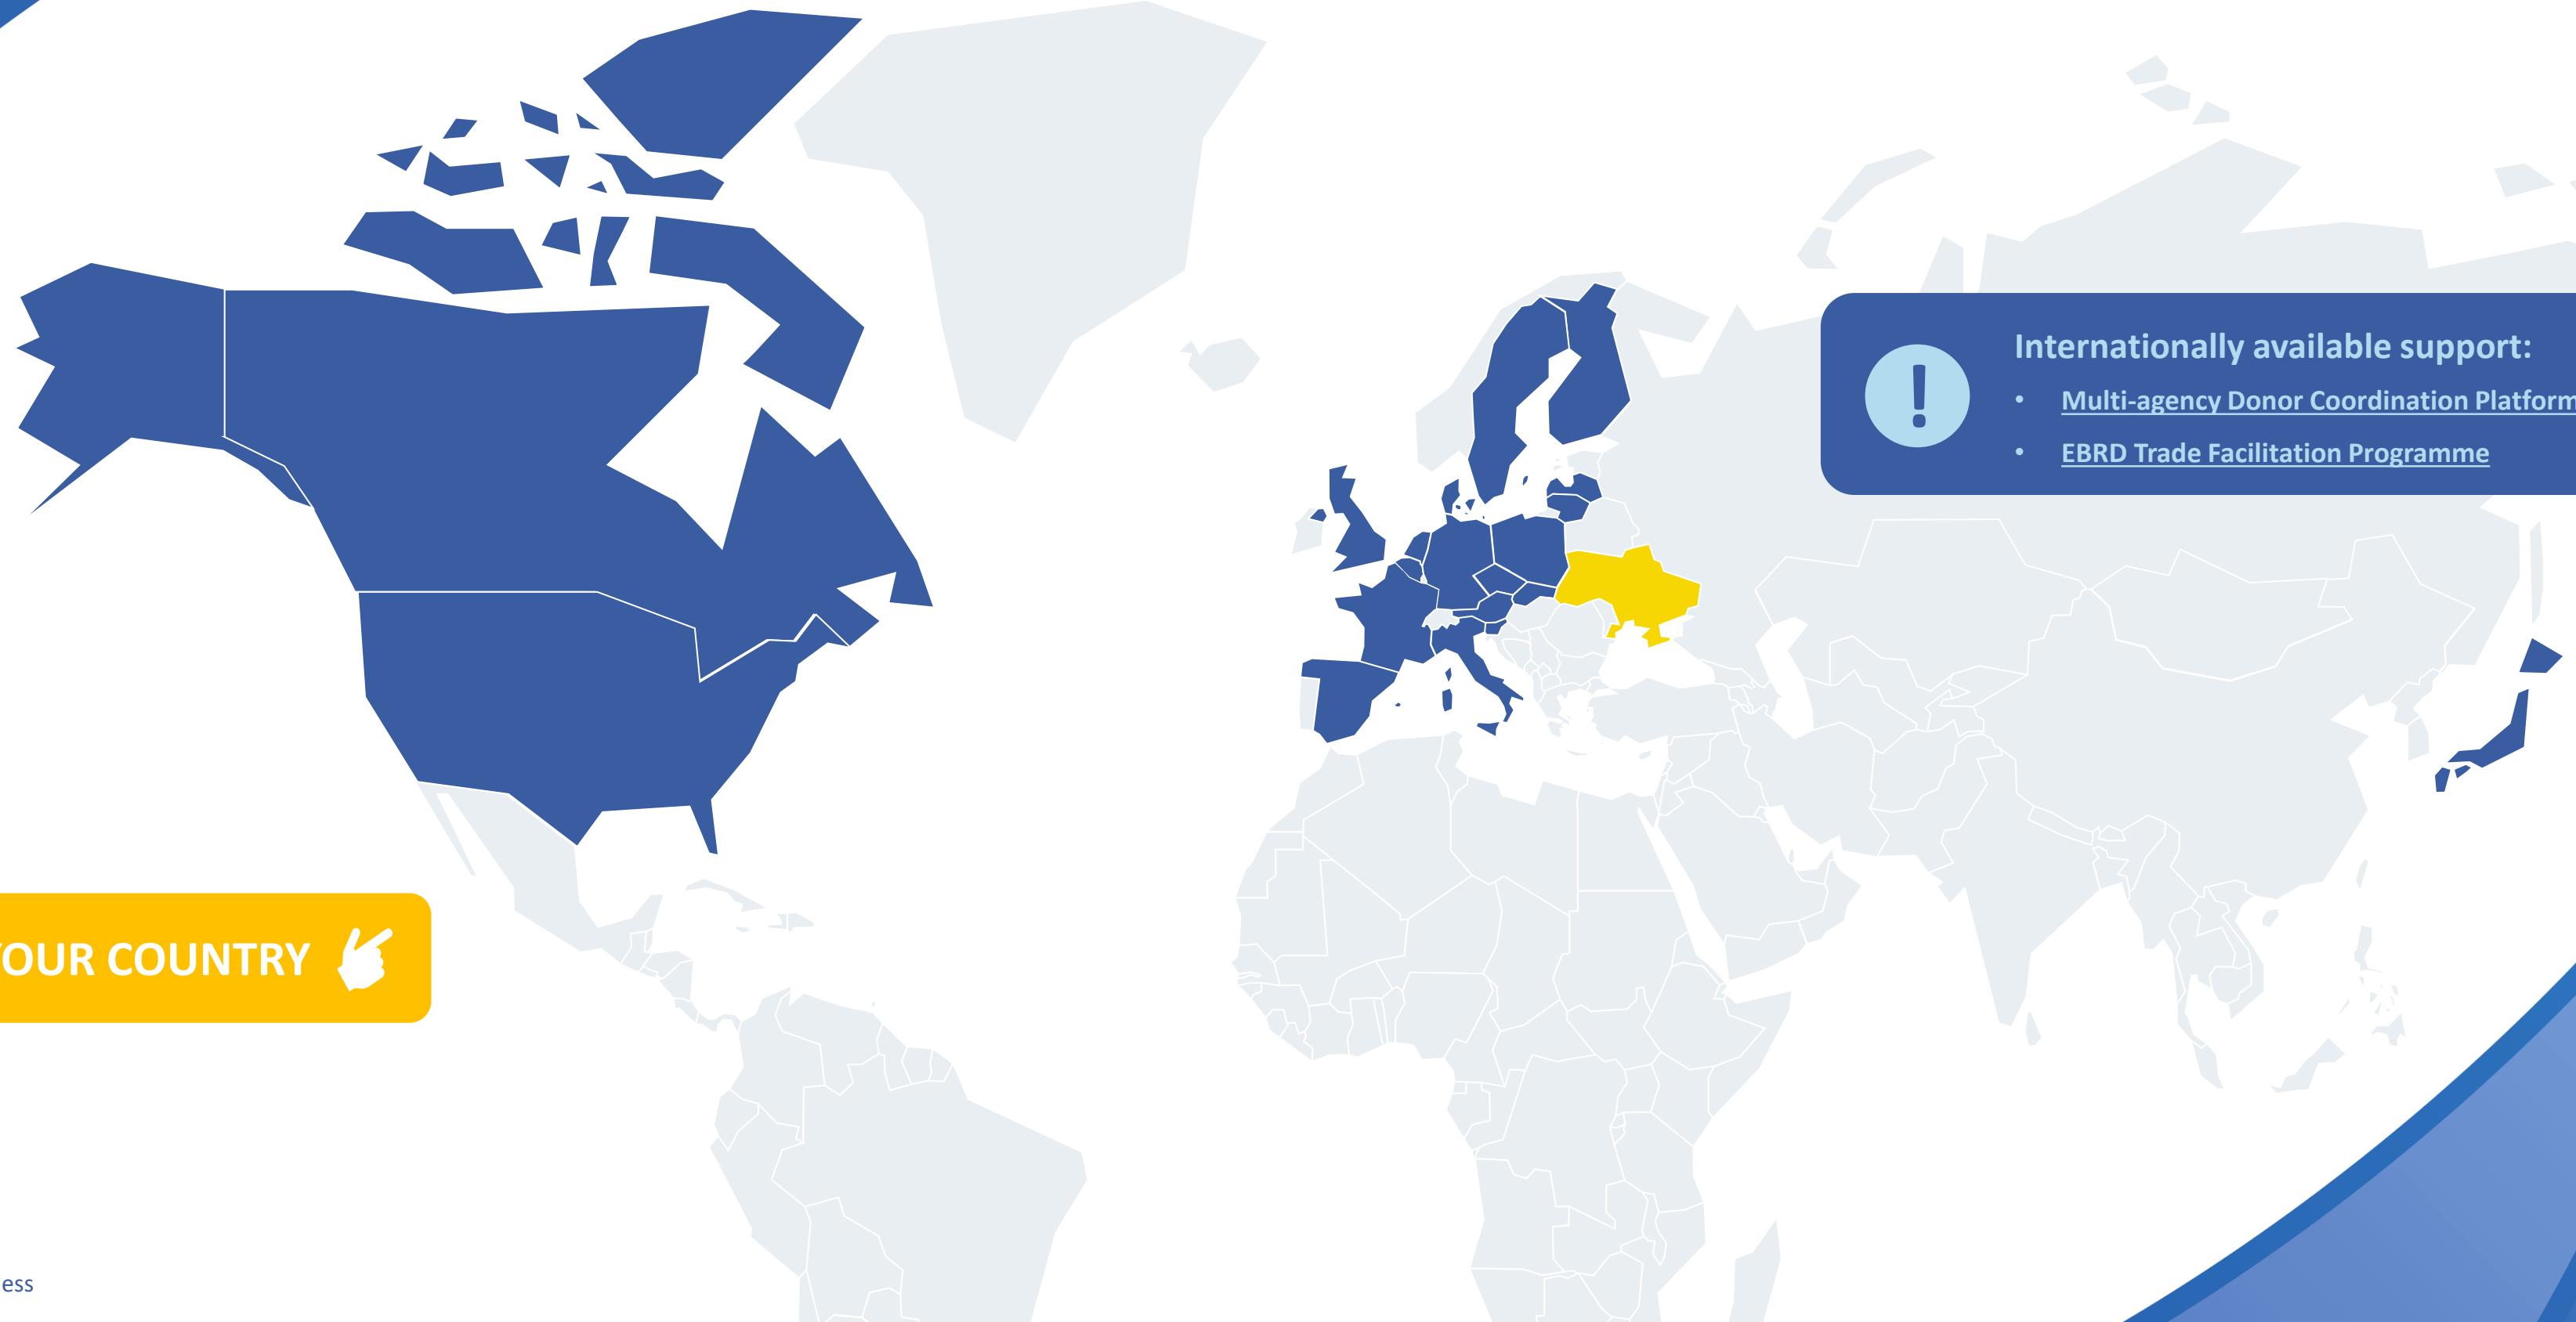 Internationally available support:
• Multi-agency Donor Coordination Platform
• EBRD Trade Facilitation Programme
!
OUR COUNTRY
ess